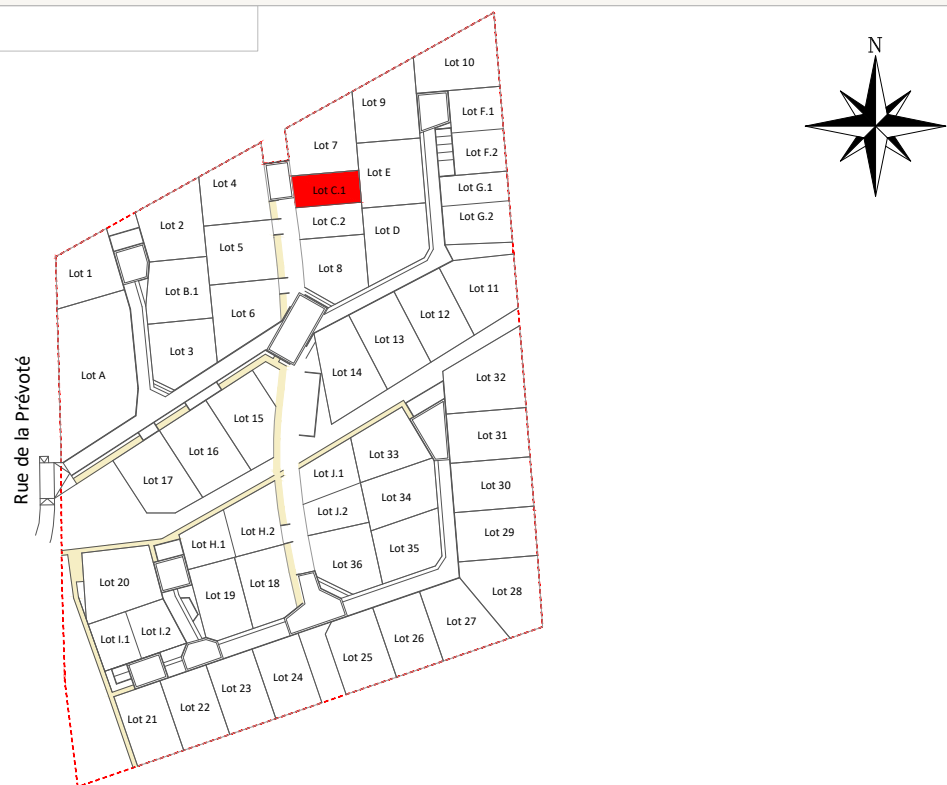 N
Lot 10
Lot 9
Lot F.1
Lot 7
Lot F.2
Lot E
Lot 4
Lot C.1
Lot G.1
Lot G.2
Lot 2
Lot C.2
Lot D
Lot 5
Lot 1
Lot 8
Lot B.1
Lot 11
Lot 6
Lot 12
Lot 13
Lot 3
Lot A
Lot 14
Lot 32
Rue de la Prévôté
Lot 15
Lot 31
Lot 16
Lot 33
Lot 17
Lot J.1
Lot 30
Lot 34
Lot J.2
Lot H.2
Lot 29
Lot H.1
Lot 35
Lot 36
Lot 20
Lot 18
Lot 28
Lot 19
Lot 27
Lot I.2
Lot I.1
Lot 26
Lot 25
Lot 24
Lot 23
Lot 22
Lot 21